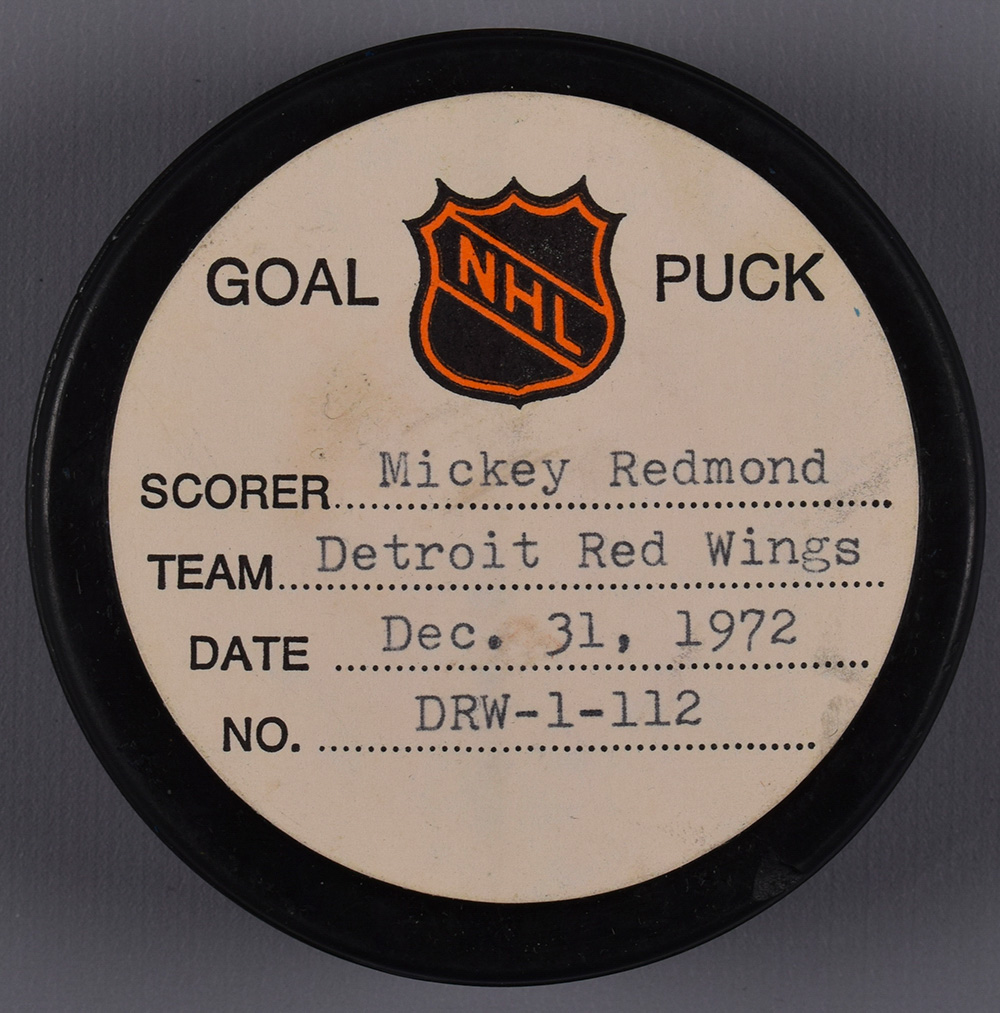 GOAL NHL PUCK
SCORER Mickey Redmond
TEAM Detroit Red Wings
DATE Dec. 31, 1972
NO. DRW-1-112